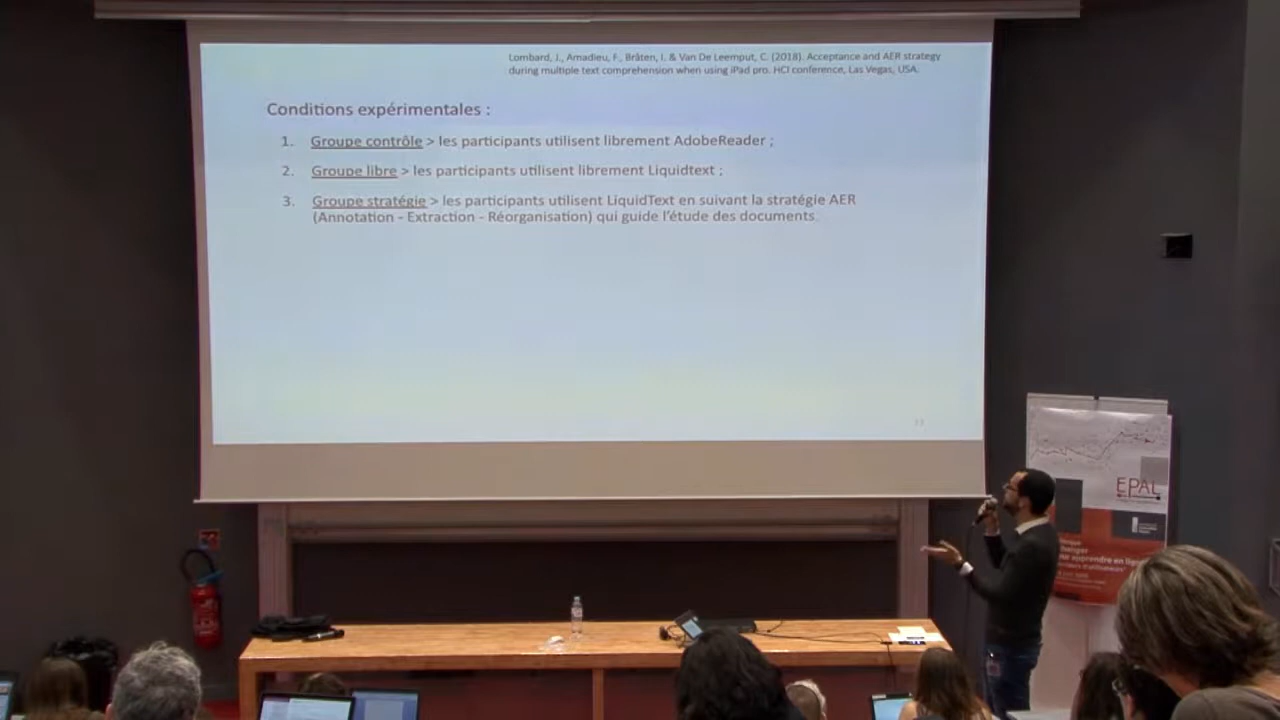 Lombard, J., Amadieu, F., Bråten, I. & Van De Leemput, C. (2018). Acceptance and AER strategy
during multiple text comprehension when using iPad pro. HCI conference, Las Vegas, USA.
Conditions expérimentales :
1. Groupe contrôle > les participants utilisent librement AdobeReader ;
2. Groupe libre > les participants utilisent librement Liquidtext ;
3. Groupe stratégie > les participants utilisent LiquidText en suivant la stratégie AER
(Annotation - Extraction - Réorganisation) qui guide l'étude des documents.
EPAL
apprendre en
d'utilisateurs"